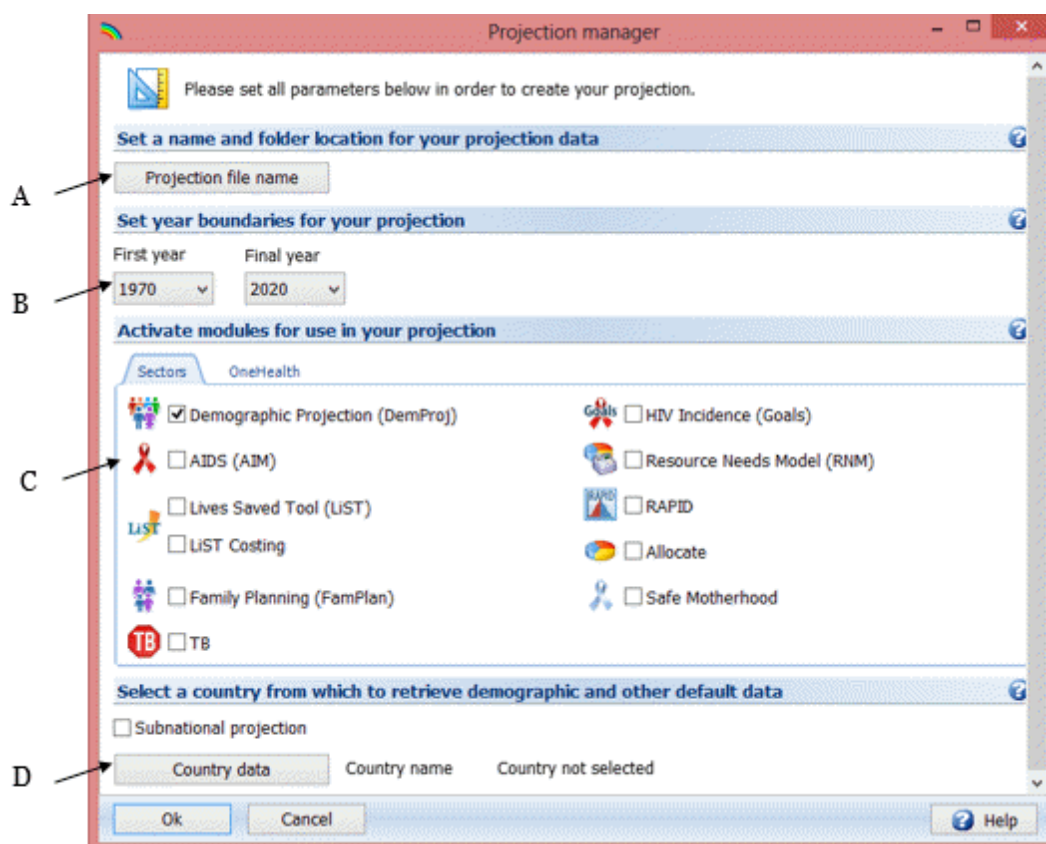 Projection manager
Please set all parameters below in order to create your projection.
Set a name and folder location for your projection data
A
Projection file name
Set year boundaries for your projection
First year Final year
B
1970 2020
Activate modules for use in your projection
Sectors OneHealth
Demographic Projection (DemProj)
Goals HIV Incidence (Goals)
C
AIDS (AIM)
Resource Needs Model (RNM)
LiST
Lives Saved Tool (LiST)
RAPID RAPID
LiST Costing
Allocate
Family Planning (FamPlan)
Safe Motherhood
TB TB
Select a country from which to retrieve demographic and other default data
Subnational projection
D
Country data Country name Country not selected
Ok Cancel ? Help